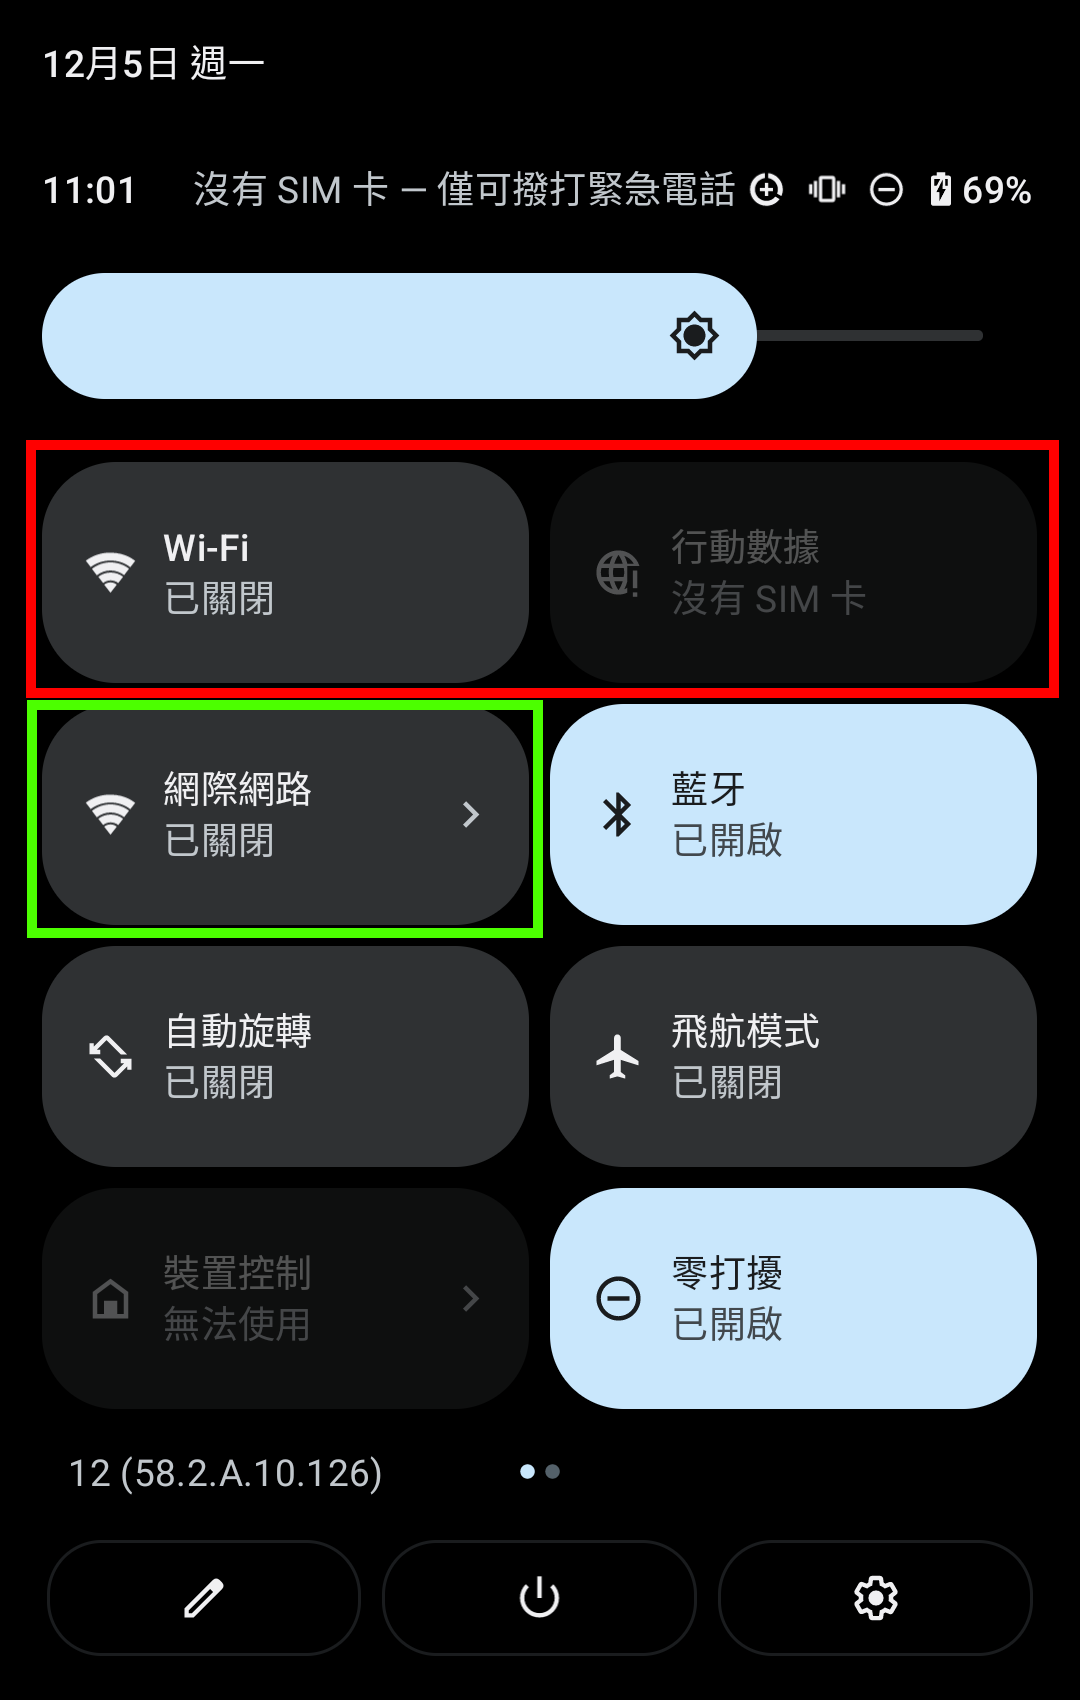 12月5日 週一
11:01 沒有 SIM 卡 — 僅可撥打緊急電話 69%
Wi-Fi
已關閉
行動數據
沒有 SIM 卡
網際網路
已關閉
藍牙
已開啟
自動旋轉
已關閉
飛航模式
已關閉
裝置控制
無法使用
零打擾
已開啟
12 (58.2.A.10.126)